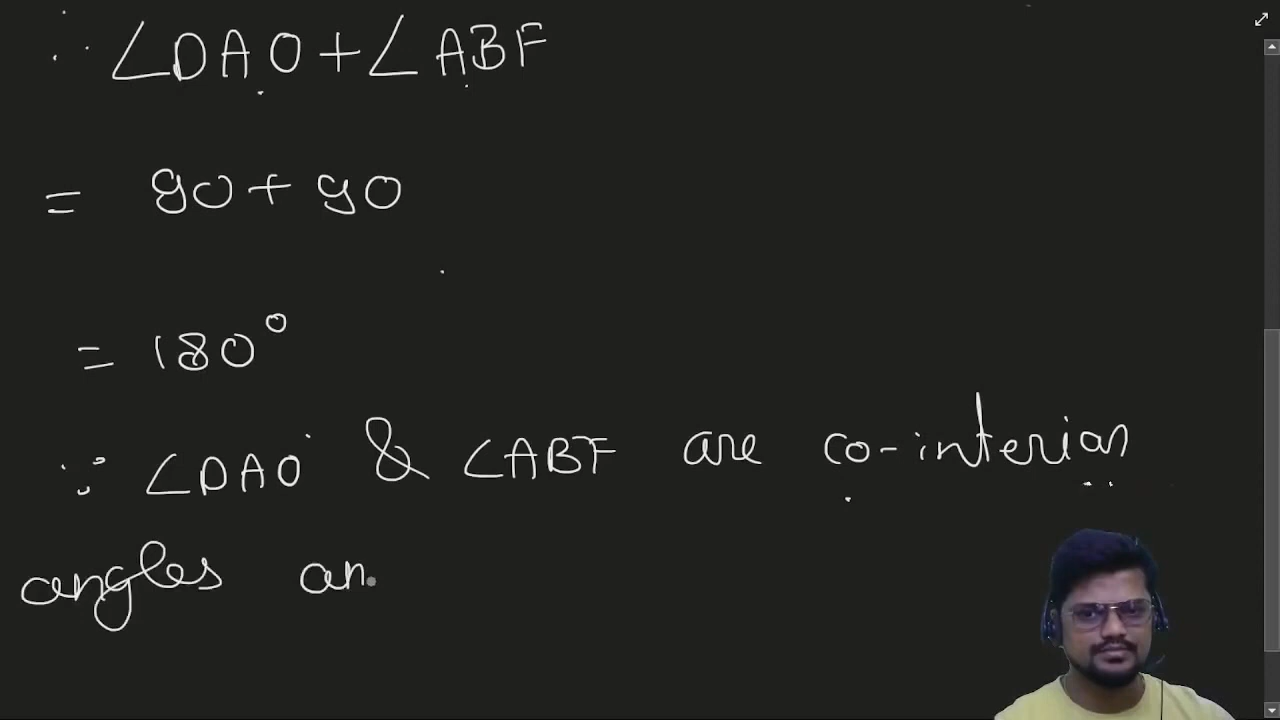 ∴ ∠DAO + ∠ABF
= 90 + 90
= 180°
∵ ∠DAO & ∠ABF are co-interior
angles an